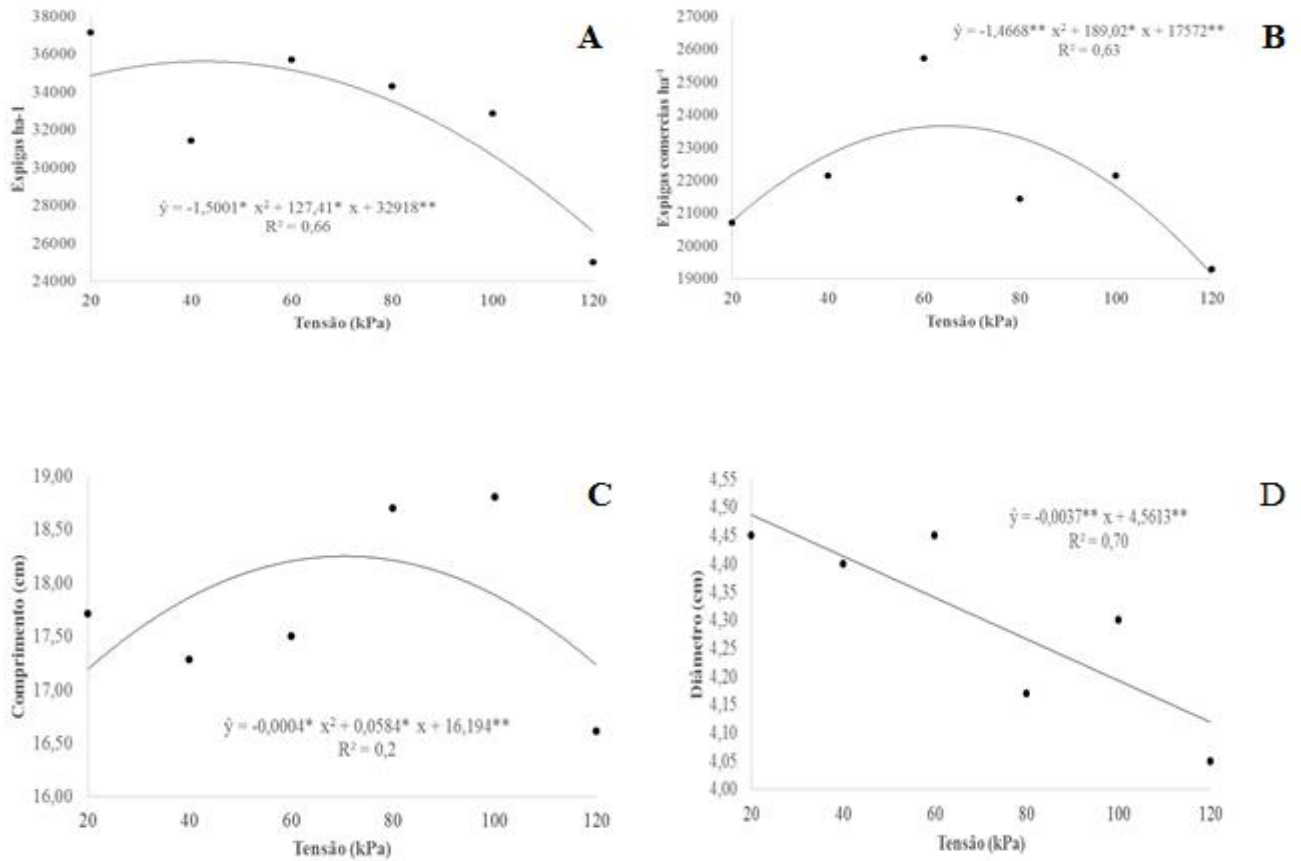 A
Espigas ha-1
38000
36000
34000
32000
30000
28000
26000
24000
ŷ = -1,5001* x² + 127,41* x + 32918**
R² = 0,66
20 40 60 80 100 120
Tensão (kPa)
B
Espigas comercias ha⁻¹
27000
26000
25000
24000
23000
22000
21000
20000
19000
ŷ = -1,4668** x² + 189,02* x + 17572**
R² = 0,63
20 40 60 80 100 120
Tensão (kPa)
C
Comprimento (cm)
19,00
18,50
18,00
17,50
17,00
16,50
16,00
ŷ = -0,0004* x² + 0,0584* x + 16,194**
R² = 0,2
20 40 60 80 100 120
Tensão (kPa)
D
Diâmetro (cm)
4,55
4,50
4,45
4,40
4,35
4,30
4,25
4,20
4,15
4,10
4,05
4,00
ŷ = -0,0037** x + 4,5613**
R² = 0,70
20 40 60 80 100 120
Tensão (kPa)